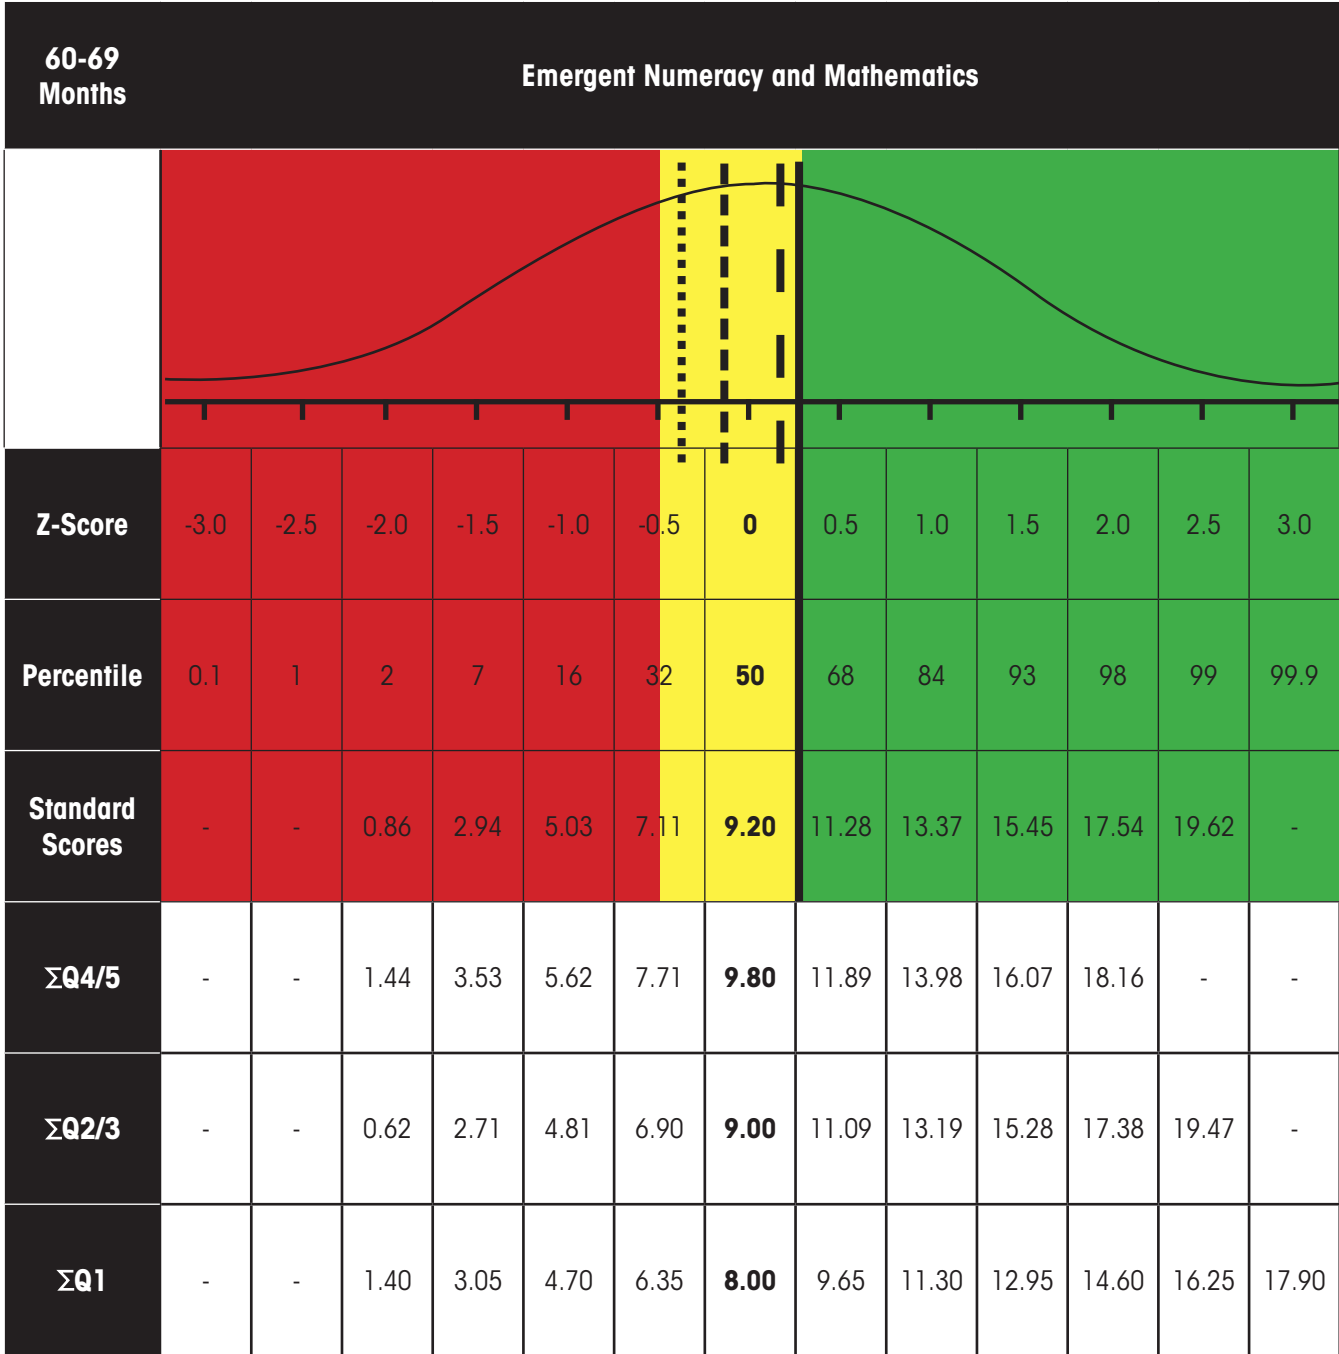 60-69
Months
Emergent Numeracy and Mathematics
Z-Score -3.0 -2.5 -2.0 -1.5 -1.0 -0.5 0 0.5 1.0 1.5 2.0 2.5 3.0
Percentile 0.1 1 2 7 16 32 50 68 84 93 98 99 99.9
Standard
Scores - - 0.86 2.94 5.03 7.11 9.20 11.28 13.37 15.45 17.54 19.62 -
∑Q4/5 - - 1.44 3.53 5.62 7.71 9.80 11.89 13.98 16.07 18.16 - -
∑Q2/3 - - 0.62 2.71 4.81 6.90 9.00 11.09 13.19 15.28 17.38 19.47 -
∑Q1 - - 1.40 3.05 4.70 6.35 8.00 9.65 11.30 12.95 14.60 16.25 17.90